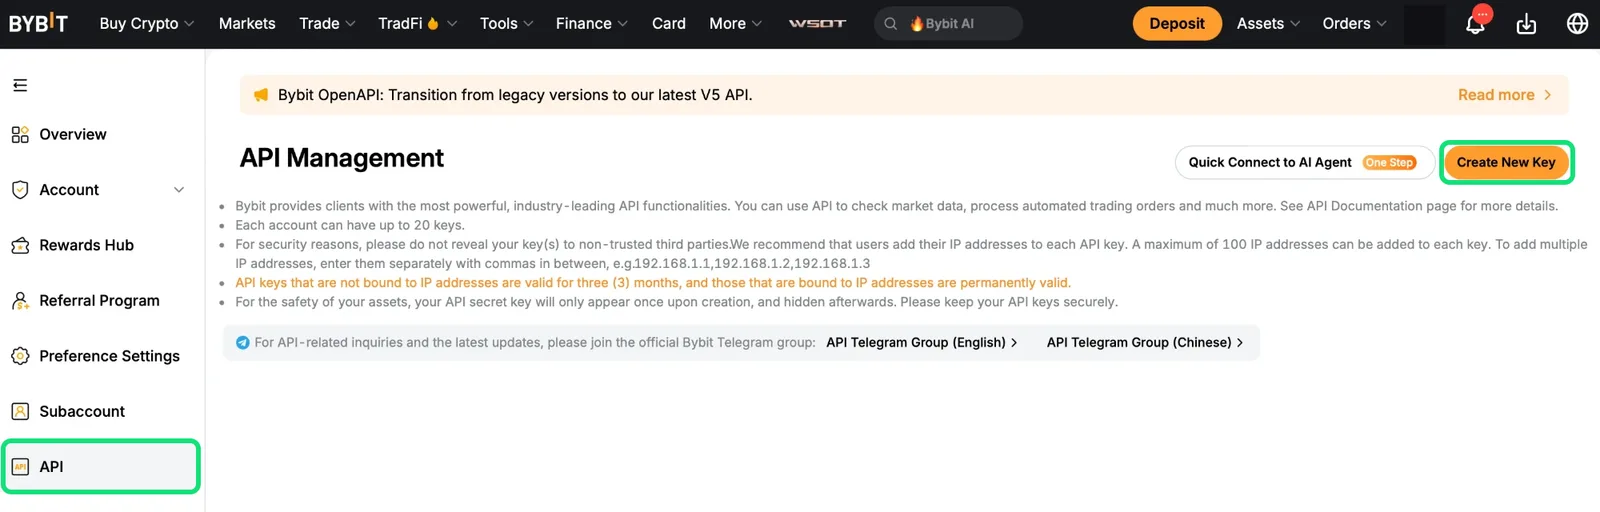 BYBIT Buy Crypto Markets Trade TradFi Tools Finance Card More WSOT Bybit AI Deposit Assets Orders
Bybit OpenAPI: Transition from legacy versions to our latest V5 API. Read more
Overview
Account
Rewards Hub
Referral Program
Preference Settings
Subaccount
API
API
API Management
Quick Connect to AI Agent One Step Create New Key
Bybit provides clients with the most powerful, industry-leading API functionalities. You can use API to check market data, process automated trading orders and much more. See API Documentation page for more details.
Each account can have up to 20 keys.
For security reasons, please do not reveal your key(s) to non-trusted third parties.We recommend that users add their IP addresses to each API key. A maximum of 100 IP addresses can be added to each key. To add multiple
IP addresses, enter them separately with commas in between, e.g.192.168.1.1,192.168.1.2,192.168.1.3
API keys that are not bound to IP addresses are valid for three (3) months, and those that are bound to IP addresses are permanently valid.
For the safety of your assets, your API secret key will only appear once upon creation, and hidden afterwards. Please keep your API keys securely.
For API-related inquiries and the latest updates, please join the official Bybit Telegram group: API Telegram Group (English) API Telegram Group (Chinese)